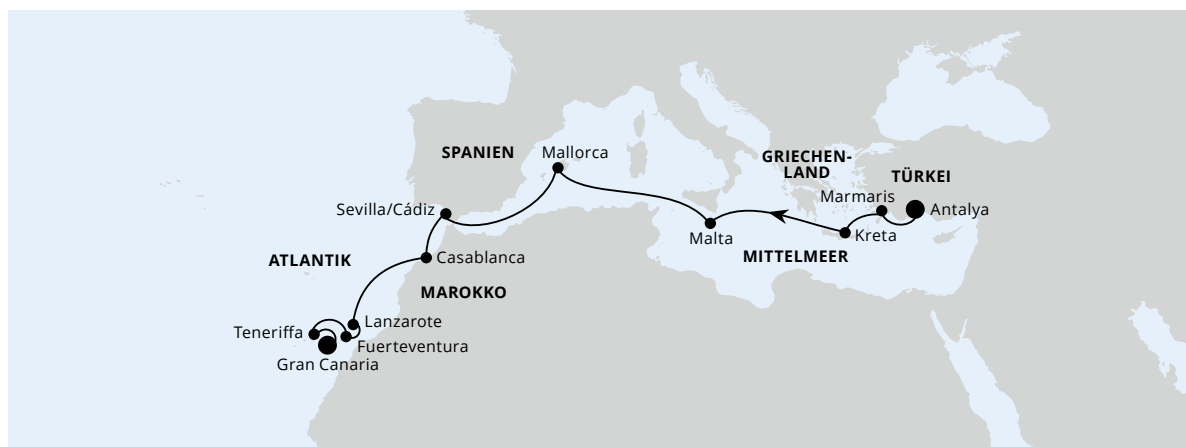 SPANIEN
Mallorca
GRIECHEN-
LAND
TÜRKEI
Marmaris
Antalya
Sevilla/Cádiz
Malta
Kreta
MITTELMEER
ATLANTIK
Casablanca
MAROKKO
Lanzarote
Teneriffa
Fuerteventura
Gran Canaria